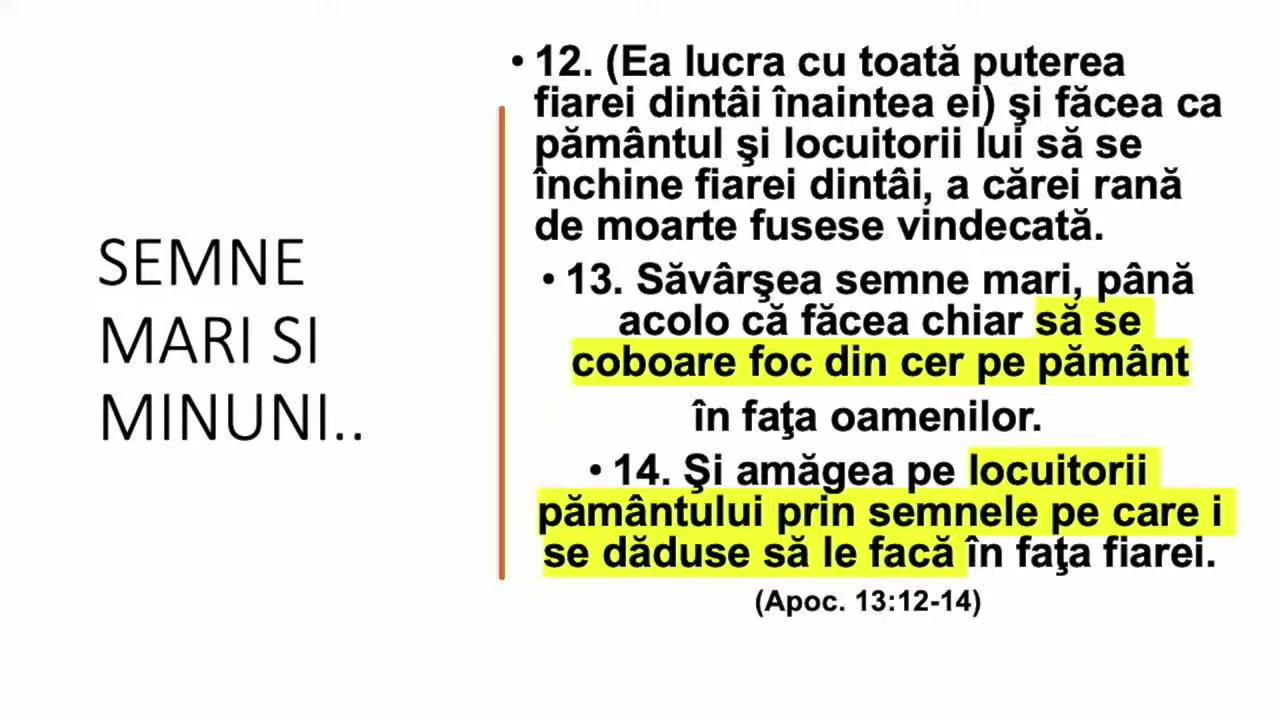 SEMNE
MARI SI
MINUNI..
• 12. (Ea lucra cu toată puterea
fiarei dintâi înaintea ei) şi făcea ca
pământul şi locuitorii lui să se
închine fiarei dintâi, a cărei rană
de moarte fusese vindecată.
• 13. Săvârşea semne mari, până
acolo că făcea chiar să se
coboare foc din cer pe pământ
în faţa oamenilor.
• 14. Şi amăgea pe locuitorii
pământului prin semnele pe care i
se dăduse să le facă în faţa fiarei.
(Apoc. 13:12-14)